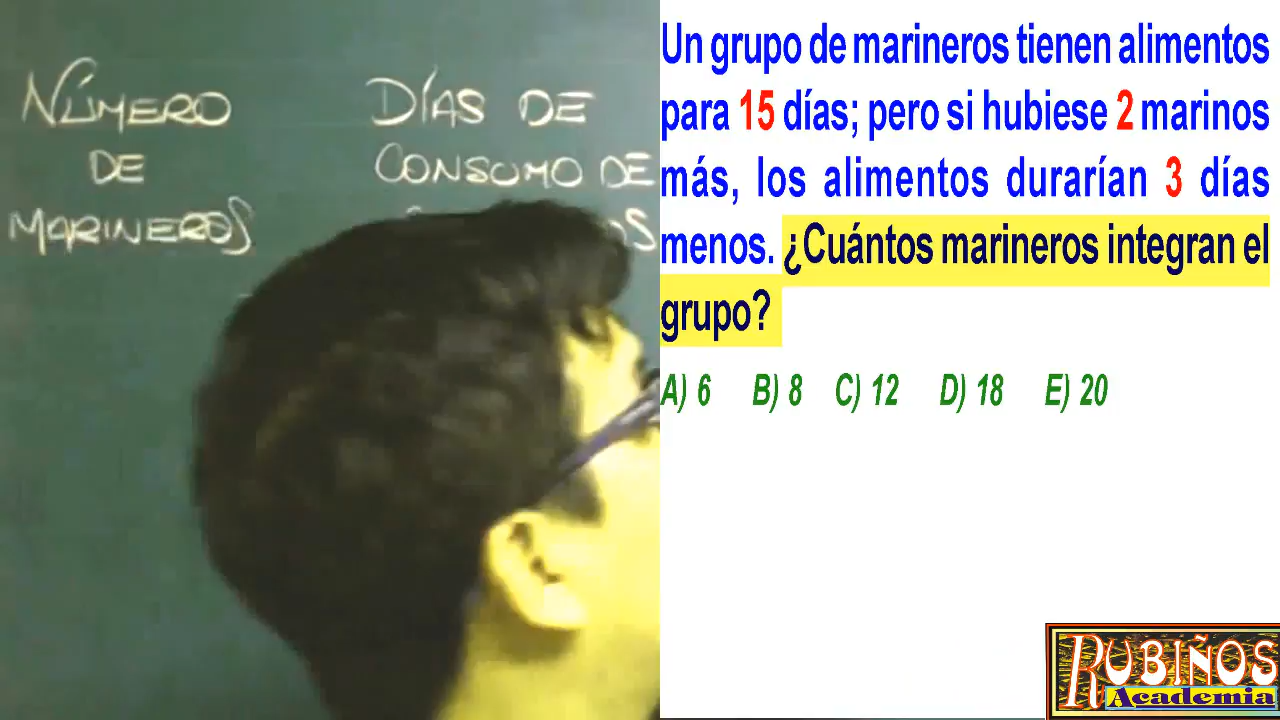 NÚMERO
DE
MARINEROS
DÍAS DE
CONSUMO DE
OS
Un grupo de marineros tienen alimentos
para 15 días; pero si hubiese 2 marinos
más, los alimentos durarían 3 días
menos. ¿Cuántos marineros integran el
grupo?
A) 6 B) 8 C) 12 D) 18 E) 20
RUBIÑOS
Academia